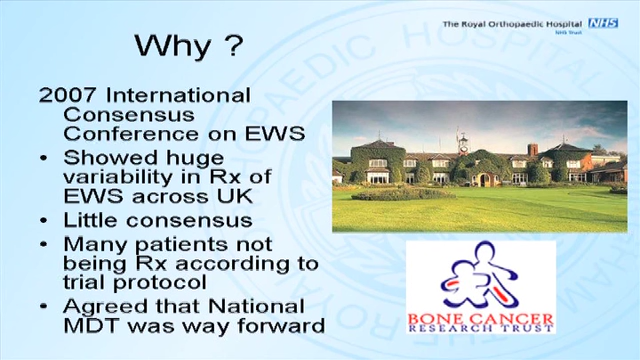 The Royal Orthopaedic Hospital NHS
NHS Trust
Why ?
2007 International
Consensus
Conference on EWS
• Showed huge
variability in Rx of
EWS across UK
• Little consensus
• Many patients not
being Rx according to
trial protocol
• Agreed that National
MDT was way forward
BONE CANCER
RESEARCH TRUST